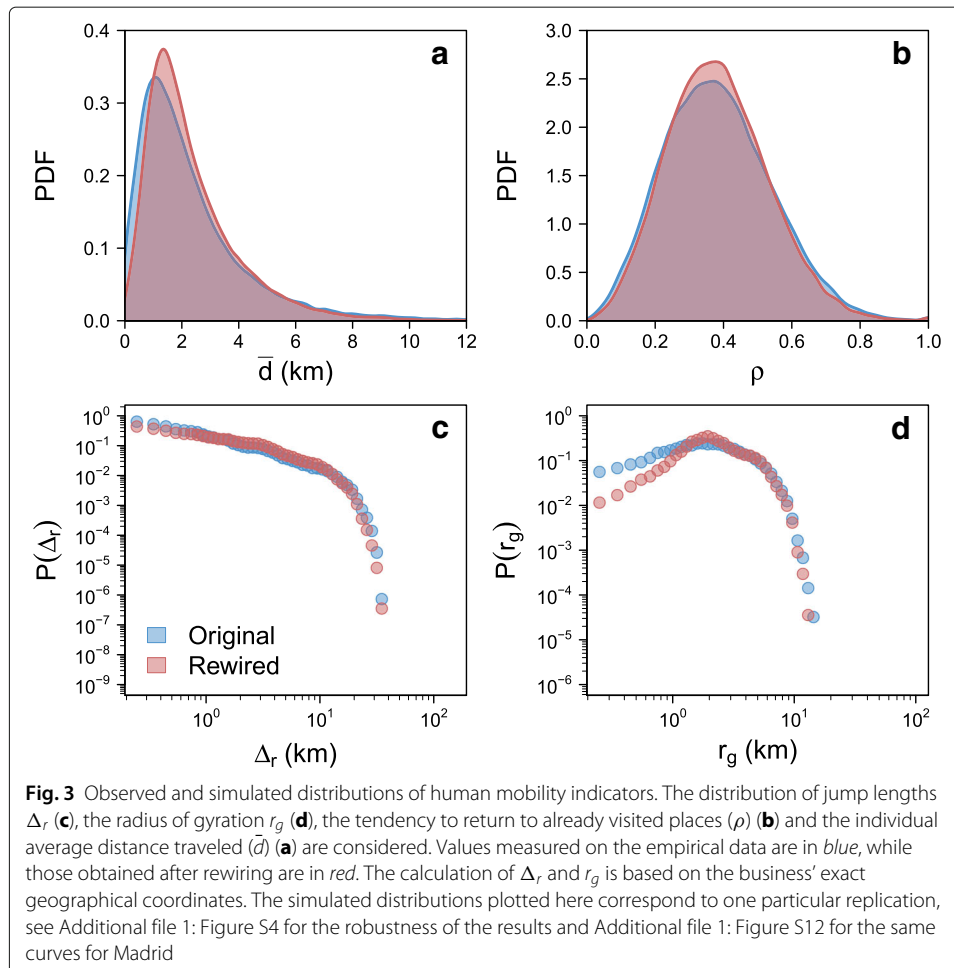 a
PDF
0.4
0.3
0.2
0.1
0.0
0 2 4 6 8 10 12
d̅ (km)
b
PDF
3.0
2.5
2.0
1.5
1.0
0.5
0.0
0.0 0.2 0.4 0.6 0.8 1.0
ρ
c
P(Δr)
10⁰
10⁻¹
10⁻²
10⁻³
10⁻⁴
10⁻⁵
10⁻⁶
10⁻⁷
10⁻⁸
10⁻⁹
Original
Rewired
10⁰ 10¹ 10²
Δr (km)
d
P(rg)
10⁰
10⁻¹
10⁻²
10⁻³
10⁻⁴
10⁻⁵
10⁻⁶
10⁰ 10¹ 10²
rg (km)
Fig. 3 Observed and simulated distributions of human mobility indicators. The distribution of jump lengths
Δr (c), the radius of gyration rg (d), the tendency to return to already visited places (ρ) (b) and the individual
average distance traveled (d̄) (a) are considered. Values measured on the empirical data are in blue, while
those obtained after rewiring are in red. The calculation of Δr and rg is based on the business’ exact
geographical coordinates. The simulated distributions plotted here correspond to one particular replication,
see Additional file 1: Figure S4 for the robustness of the results and Additional file 1: Figure S12 for the same
curves for Madrid